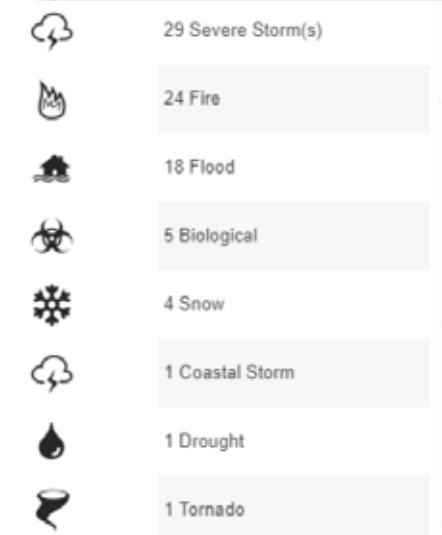 29 Severe Storm(s)
24 Fire
18 Flood
5 Biological
4 Snow
1 Coastal Storm
1 Drought
1 Tornado